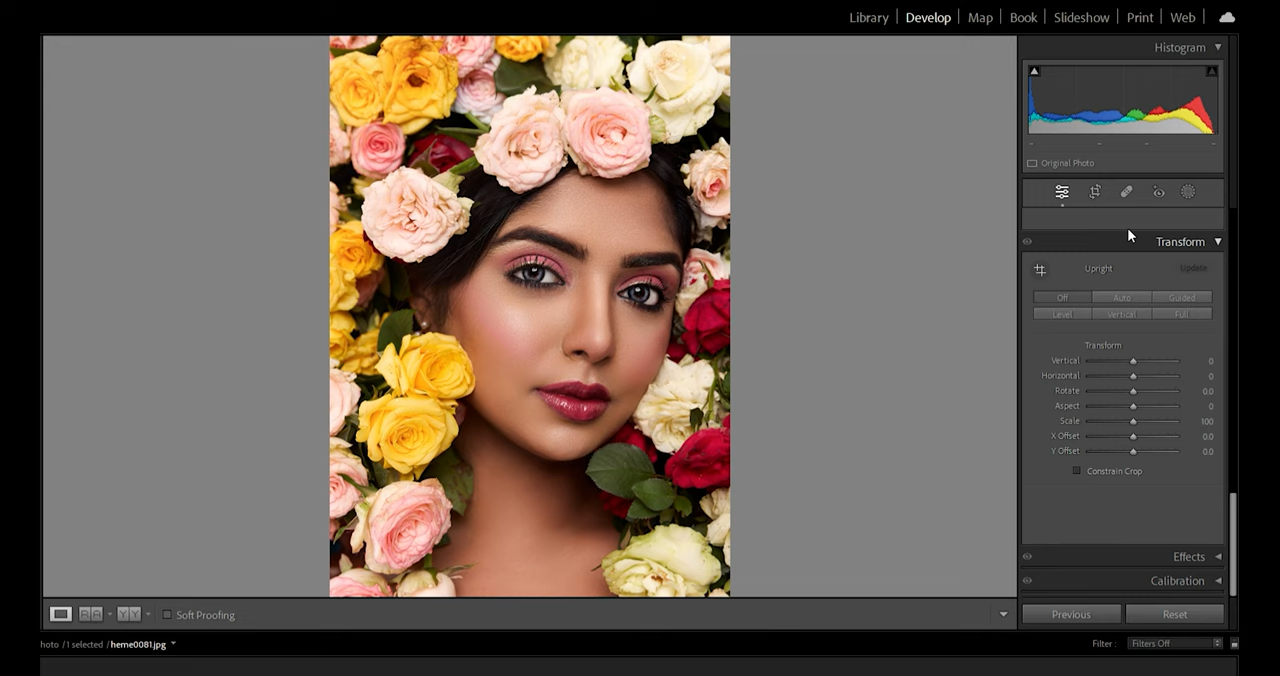 Library | Develop | Map | Book | Slideshow | Print | Web |
Histogram
Original Photo
Transform
Upright Update
Off Auto Guided
Level Vertical Full
Transform
Vertical 0
Horizontal 0
Rotate 0.0
Aspect 0
Scale 100
X Offset 0.0
Y Offset 0.0
Constrain Crop
Effects
Calibration
Previous Reset
Soft Proofing
hoto / 1 selected / heme0081.jpg
Filter : Filters Off